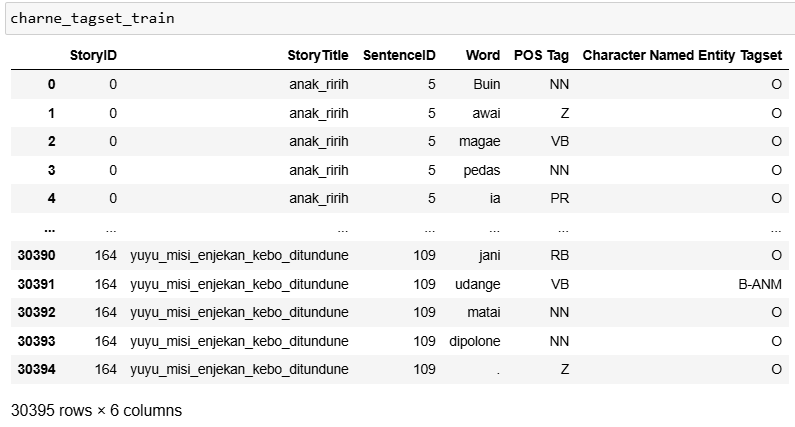 charne_tagset_train
StoryID StoryTitle SentenceID Word POS Tag Character Named Entity Tagset
0 0 anak_ririh 5 Buin NN O
1 0 anak_ririh 5 awai Z O
2 0 anak_ririh 5 magae VB O
3 0 anak_ririh 5 pedas NN O
4 0 anak_ririh 5 ia PR O
... ... ... ... ... ... ...
30390 164 yuyu_misi_enjekan_kebo_ditundune 109 jani RB O
30391 164 yuyu_misi_enjekan_kebo_ditundune 109 udange VB B-ANM
30392 164 yuyu_misi_enjekan_kebo_ditundune 109 matai NN O
30393 164 yuyu_misi_enjekan_kebo_ditundune 109 dipolone NN O
30394 164 yuyu_misi_enjekan_kebo_ditundune 109 . Z O
30395 rows × 6 columns